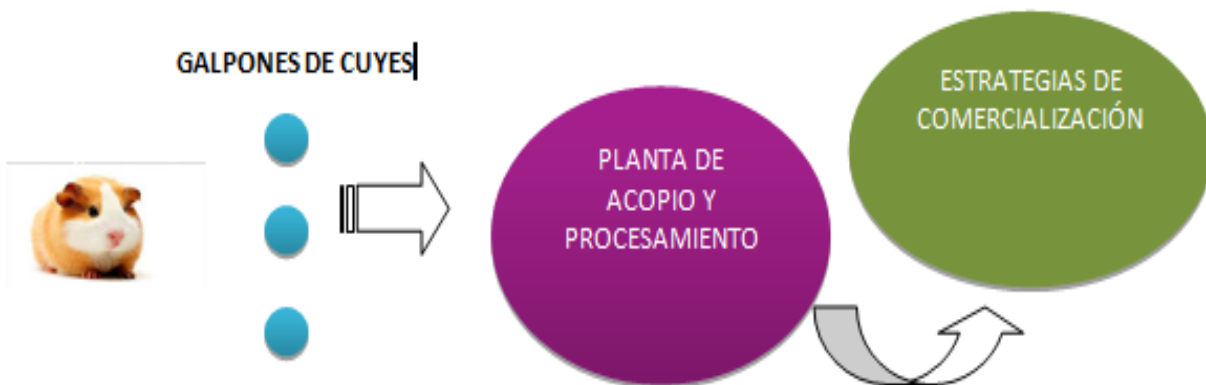 GALPONES DE CUYES
PLANTA DE
ACOPIO Y
PROCESAMIENTO
ESTRATEGIAS DE
COMERCIALIZACIÓN